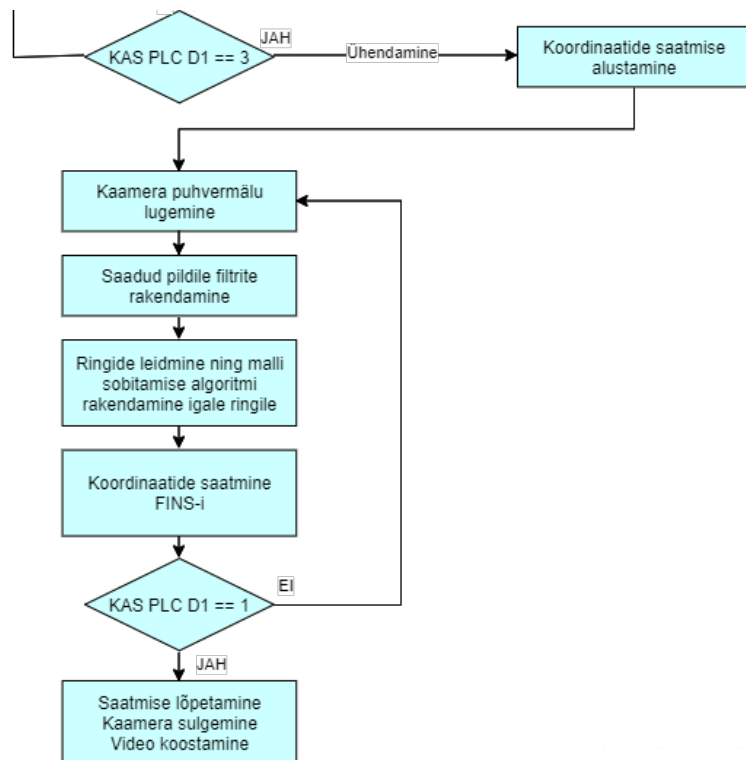 KAS PLC D1 == 3
JAH
Ühendamine
Koordinaatide saatmise
alustamine
Kaamera puhvermälu
lugemine
Saadud pildile filtrite
rakendamine
Ringide leidmine ning malli
sobitamise algoritmi
rakendamine igale ringile
Koordinaatide saatmine
FINS-i
KAS PLC D1 == 1
EI
JAH
Saatmise lõpetamine
Kaamera sulgemine
Video koostamine